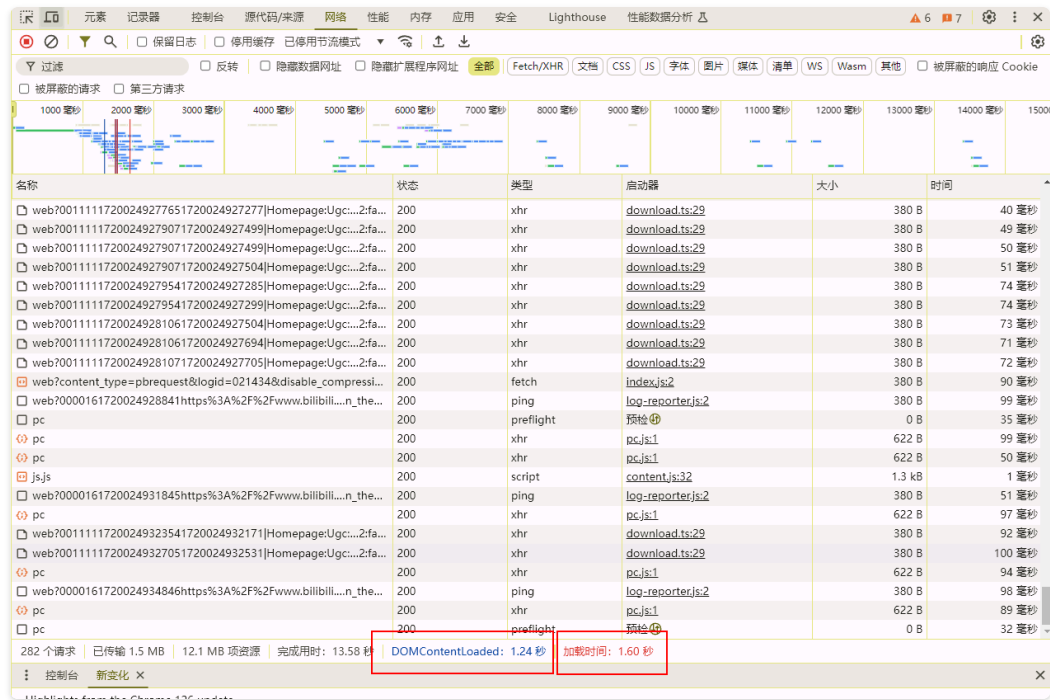 元素 记录器 控制台 源代码/来源 网络 性能 内存 应用 安全 Lighthouse 性能数据分析 6 7
保留日志 停用缓存 已停用节流模式
过滤 反转 隐藏数据网址 隐藏扩展程序网址 全部 Fetch/XHR 文档 CSS JS 字体 图片 媒体 清单 WS Wasm 其他 被屏蔽的响应 Cookie
被屏蔽的请求 第三方请求
1000 毫秒 2000 毫秒 3000 毫秒 4000 毫秒 5000 毫秒 6000 毫秒 7000 毫秒 8000 毫秒 9000 毫秒 10000 毫秒 11000 毫秒 12000 毫秒 13000 毫秒 14000 毫秒 1500
名称 状态 类型 启动器 大小 时间
web?00111117200249277651720024927277|Homepage:Ugc:...2:fa... 200 xhr download.ts:29 380 B 40 毫秒
web?00111117200249279071720024927499|Homepage:Ugc:...2:fa... 200 xhr download.ts:29 380 B 49 毫秒
web?00111117200249279071720024927499|Homepage:Ugc:...2:fa... 200 xhr download.ts:29 380 B 50 毫秒
web?00111117200249279071720024927504|Homepage:Ugc:...2:fa... 200 xhr download.ts:29 380 B 51 毫秒
web?00111117200249279541720024927285|Homepage:Ugc:...2:fa... 200 xhr download.ts:29 380 B 74 毫秒
web?00111117200249279541720024927299|Homepage:Ugc:...2:fa... 200 xhr download.ts:29 380 B 74 毫秒
web?00111117200249281061720024927504|Homepage:Ugc:...2:fa... 200 xhr download.ts:29 380 B 73 毫秒
web?00111117200249281061720024927694|Homepage:Ugc:...2:fa... 200 xhr download.ts:29 380 B 71 毫秒
web?00111117200249281071720024927705|Homepage:Ugc:...2:fa... 200 xhr download.ts:29 380 B 72 毫秒
web?content_type=pbrequest&logid=021434&disable_compressi... 200 fetch index.js:2 380 B 90 毫秒
web?0000161720024928841https%3A%2F%2Fwww.bilibili....n_the... 200 ping log-reporter.js:2 380 B 99 毫秒
pc 200 preflight 预检 0 B 35 毫秒
pc 200 xhr pc.js:1 622 B 99 毫秒
pc 200 xhr pc.js:1 622 B 50 毫秒
js.js 200 script content.js:32 1.3 kB 1 毫秒
web?0000161720024931845https%3A%2F%2Fwww.bilibili....n_the... 200 ping log-reporter.js:2 380 B 51 毫秒
pc 200 xhr pc.js:1 622 B 97 毫秒
web?00111117200249323541720024932171|Homepage:Ugc:...2:fa... 200 xhr download.ts:29 380 B 92 毫秒
web?00111117200249327051720024932531|Homepage:Ugc:...2:fa... 200 xhr download.ts:29 380 B 100 毫秒
pc 200 xhr pc.js:1 622 B 94 毫秒
web?0000161720024934846https%3A%2F%2Fwww.bilibili....n_the... 200 ping log-reporter.js:2 380 B 98 毫秒
pc 200 xhr pc.js:1 622 B 89 毫秒
pc 200 preflight 预检 0 B 32 毫秒
282 个请求 已传输 1.5 MB 12.1 MB 项资源 完成用时：13.58 秒 DOMContentLoaded：1.24 秒 加载时间：1.60 秒
控制台 新变化
Highlights from the Chrome 126 update